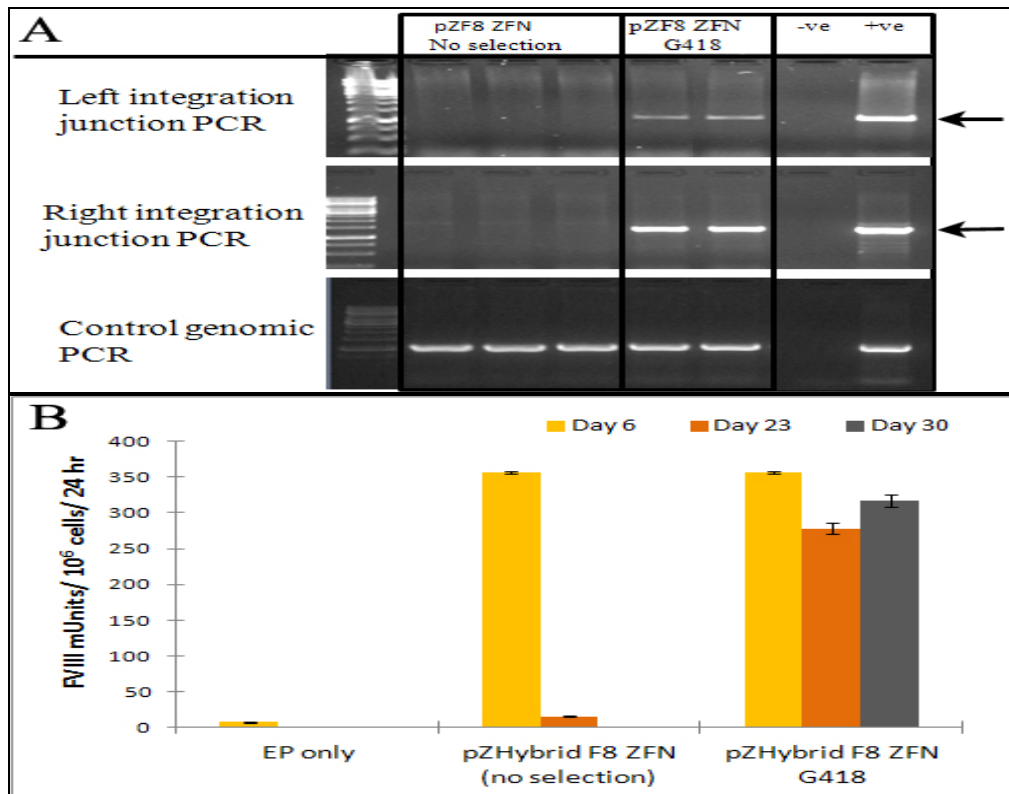 A
pZF8 ZFN
No selection
pZF8 ZFN
G418
-ve
+ve
Left integration
junction PCR
Right integration
junction PCR
Control genomic
PCR
B
Day 6
Day 23
Day 30
FVIII mUnits/ 10⁶ cells/ 24 hr
400
350
300
250
200
150
100
50
0
EP only
pZHybrid F8 ZFN
(no selection)
pZHybrid F8 ZFN
G418